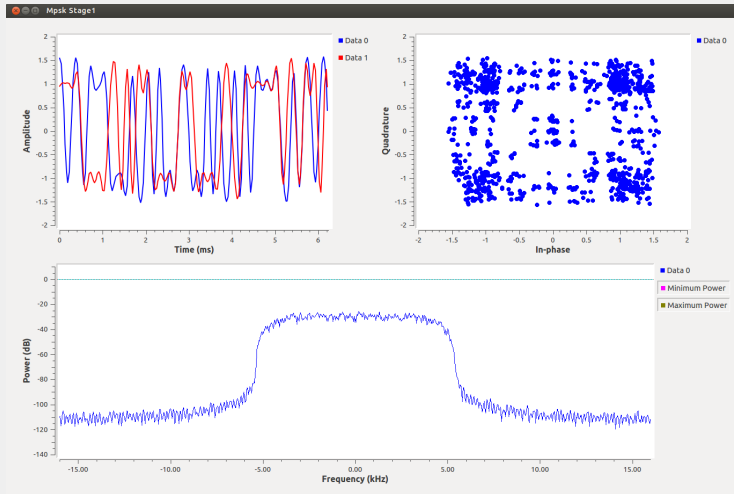 Mpsk Stage1
2
1.5
1
0.5
0
-0.5
-1
-1.5
-2
Amplitude
0 1 2 3 4 5 6
Time (ms)
Data 0
Data 1
2
1.5
1
0.5
0
-0.5
-1
-1.5
-2
Quadrature
-2 -1.5 -1 -0.5 0 0.5 1 1.5 2
In-phase
Data 0
0
-20
-40
-60
-80
-100
-120
-140
Power (dB)
-15.00 -10.00 -5.00 0.00 5.00 10.00 15.00
Frequency (kHz)
Data 0
Minimum Power
Maximum Power